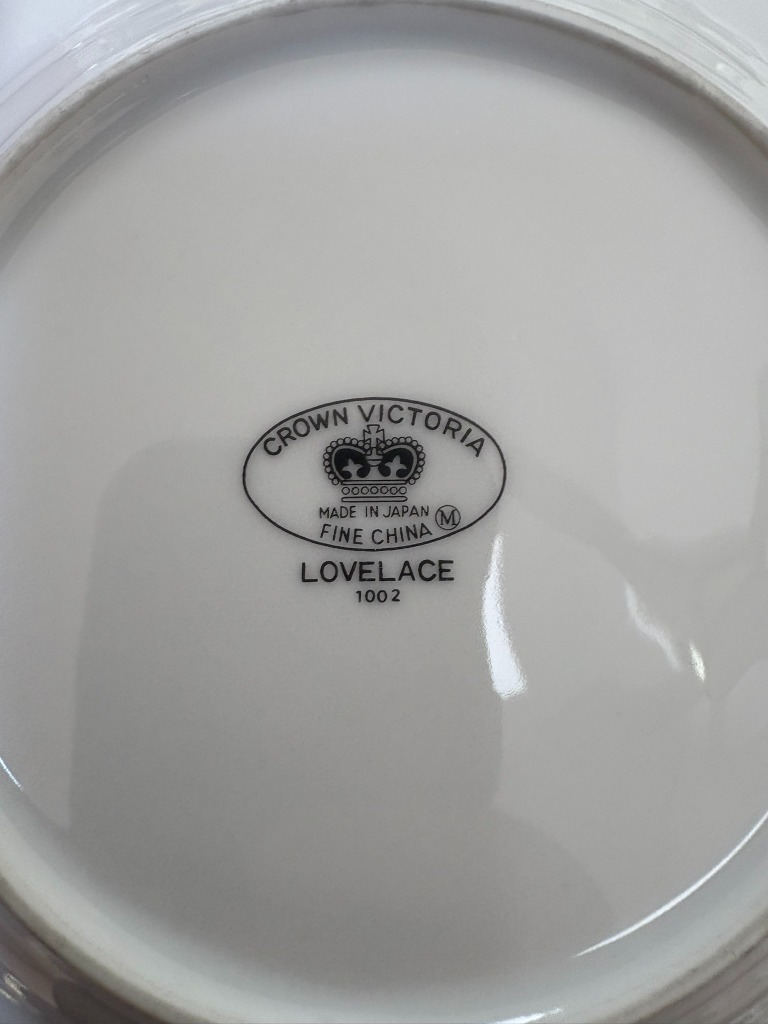 CROWN VICTORIA
MADE IN JAPAN
FINE CHINA M
LOVELACE
1002